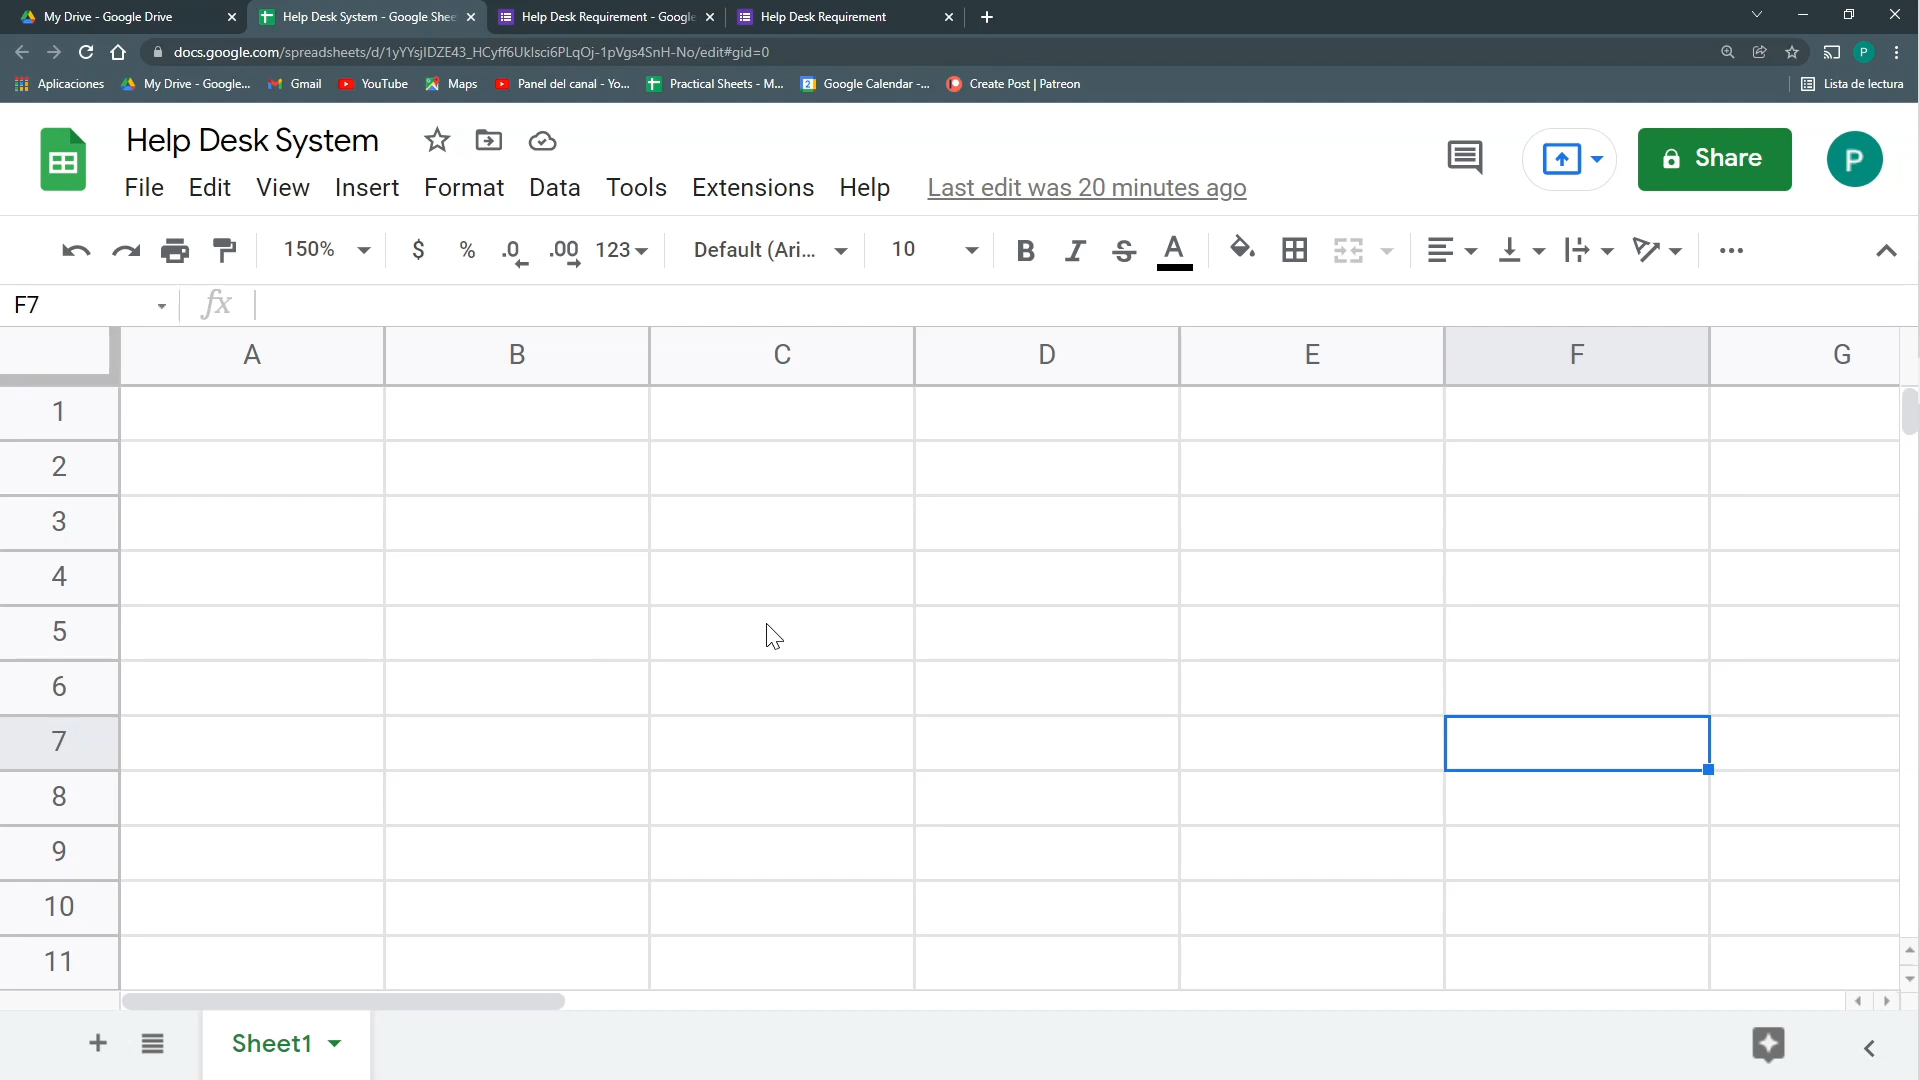 My Drive - Google Drive
Help Desk System - Google Shee
Help Desk Requirement - Google
Help Desk Requirement
docs.google.com/spreadsheets/d/1yYYsjIDZE43_HCyff6Uklsci6PLqOj-1pVgs4SnH-No/edit#gid=0
P
Aplicaciones
My Drive - Google...
Gmail
YouTube
Maps
Panel del canal - Yo...
Practical Sheets - M...
Google Calendar -...
Create Post | Patreon
Lista de lectura
Help Desk System
Share
P
File Edit View Insert Format Data Tools Extensions Help Last edit was 20 minutes ago
150% $ % .0 .00 123 Default (Ari... 10 B I S A
F7 fx
A B C D E F G
1
2
3
4
5
6
7
8
9
10
11
Sheet1